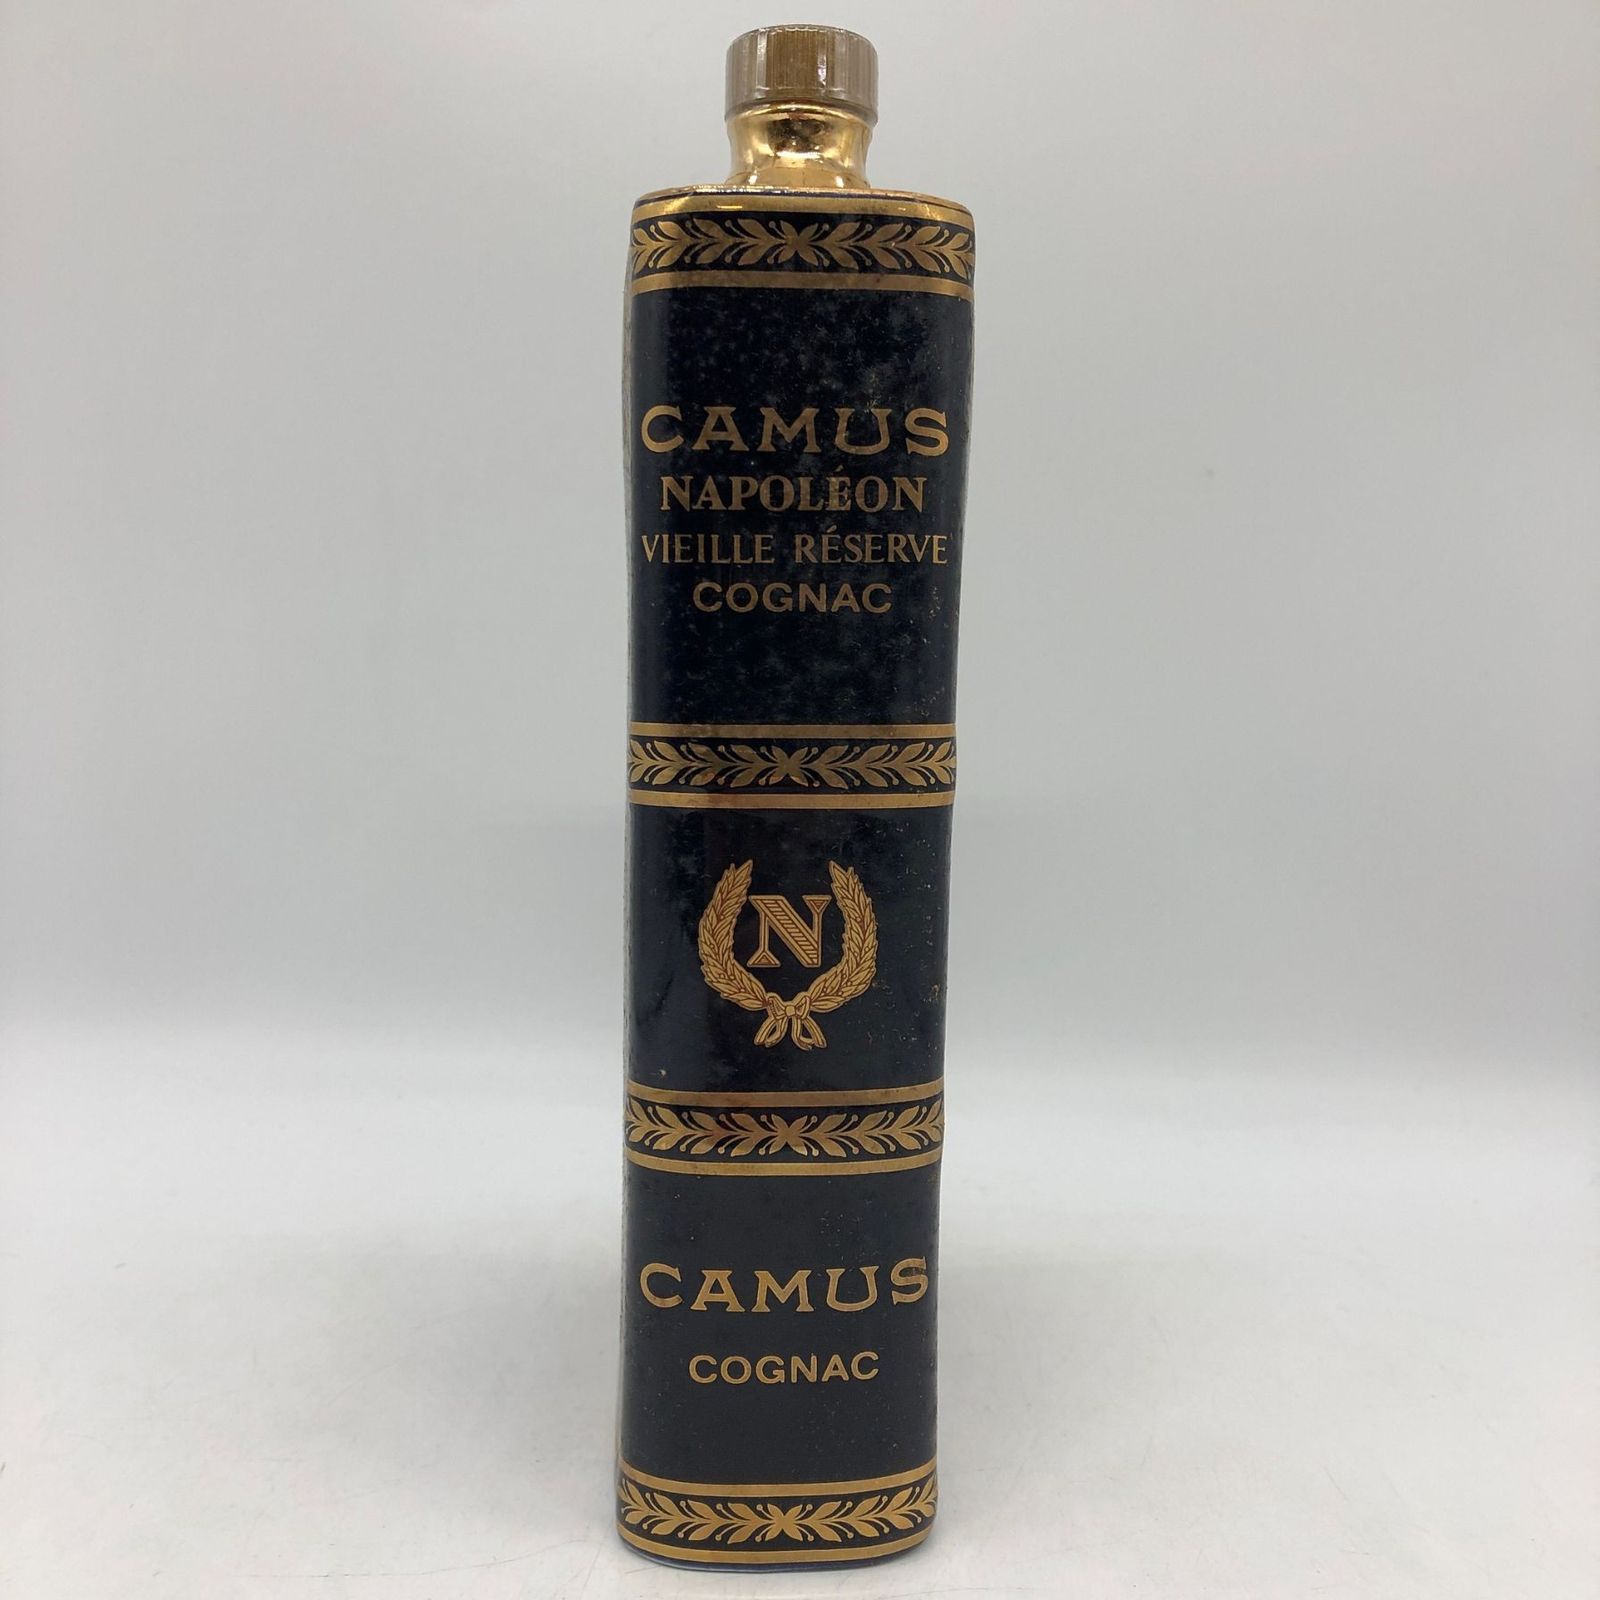 CAMUS
NAPOLÉON
VIEILLE RÉSERVE
COGNAC
N
CAMUS
COGNAC